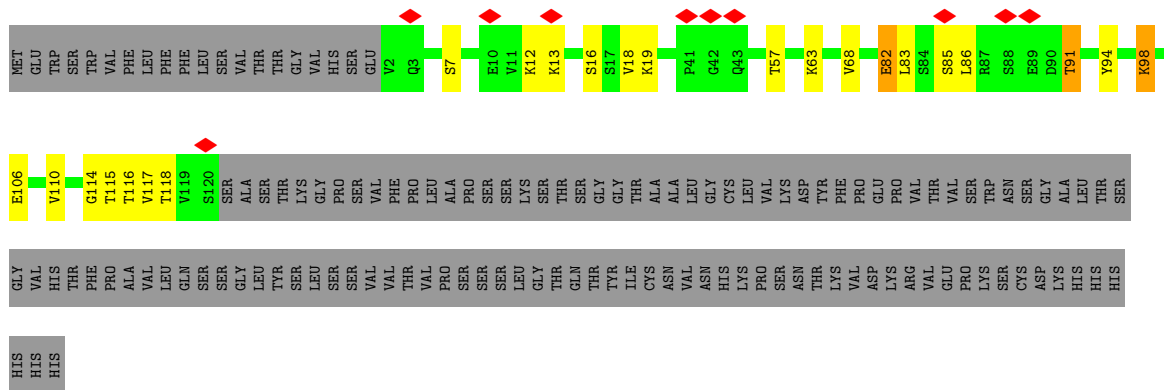 MET GLU TRP SER TRP VAL PHE LEU PHE PHE LEU SER VAL THR THR GLY VAL HIS SER GLU V2 Q3 S7 E10 V11 K12 K13 S16 S17 V18 K19 P41 G42 Q43 T57 K63 V68 E82 L83 S84 S85 L86 R87 S88 E89 D90 T91 Y94 K98
E106 V110 G114 T115 T116 V117 T118 V119 S120 SER ALA SER THR LYS GLY PRO SER VAL PHE PRO LEU ALA PRO SER SER LYS SER THR SER GLY GLY THR ALA ALA LEU GLY CYS LEU VAL LYS ASP TYR PHE PRO GLU PRO VAL THR VAL SER TRP ASN SER GLY ALA LEU THR SER
GLY VAL HIS THR PHE PRO ALA VAL LEU GLN SER SER GLY LEU TYR SER LEU SER SER VAL VAL THR VAL PRO SER SER SER LEU GLY THR GLN THR TYR ILE CYS ASN VAL ASN HIS LYS PRO SER ASN THR LYS VAL ASP LYS ARG VAL GLU PRO LYS SER CYS ASP LYS HIS HIS HIS
HIS HIS HIS